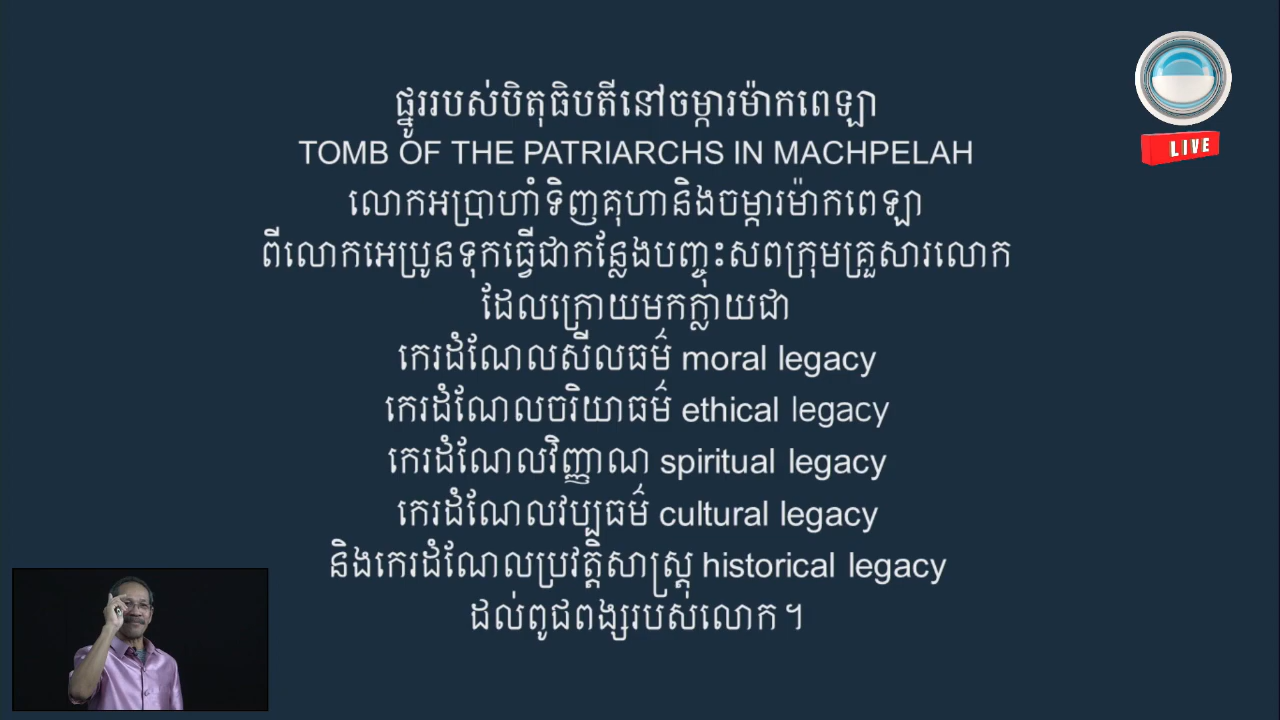 ផ្នូររបស់បិតុធិបតីនៅចម្ការម៉ាកពេឡា
TOMB OF THE PATRIARCHS IN MACHPELAH
លោកអប្រាហាំទិញគុហានិងចម្ការម៉ាកពេឡា
ពីលោកអេប្រូនទុកធ្វើជាកន្លែងបញ្ចុះសពក្រុមគ្រួសារលោក
ដែលក្រោយមកក្លាយជា
កេរដំណែលសីលធម៌ moral legacy
កេរដំណែលចរិយាធម៌ ethical legacy
កេរដំណែលវិញ្ញាណ spiritual legacy
កេរដំណែលវប្បធម៌ cultural legacy
និងកេរដំណែលប្រវត្តិសាស្ត្រ historical legacy
ដល់ពូជពង្សរបស់លោក។
LIVE